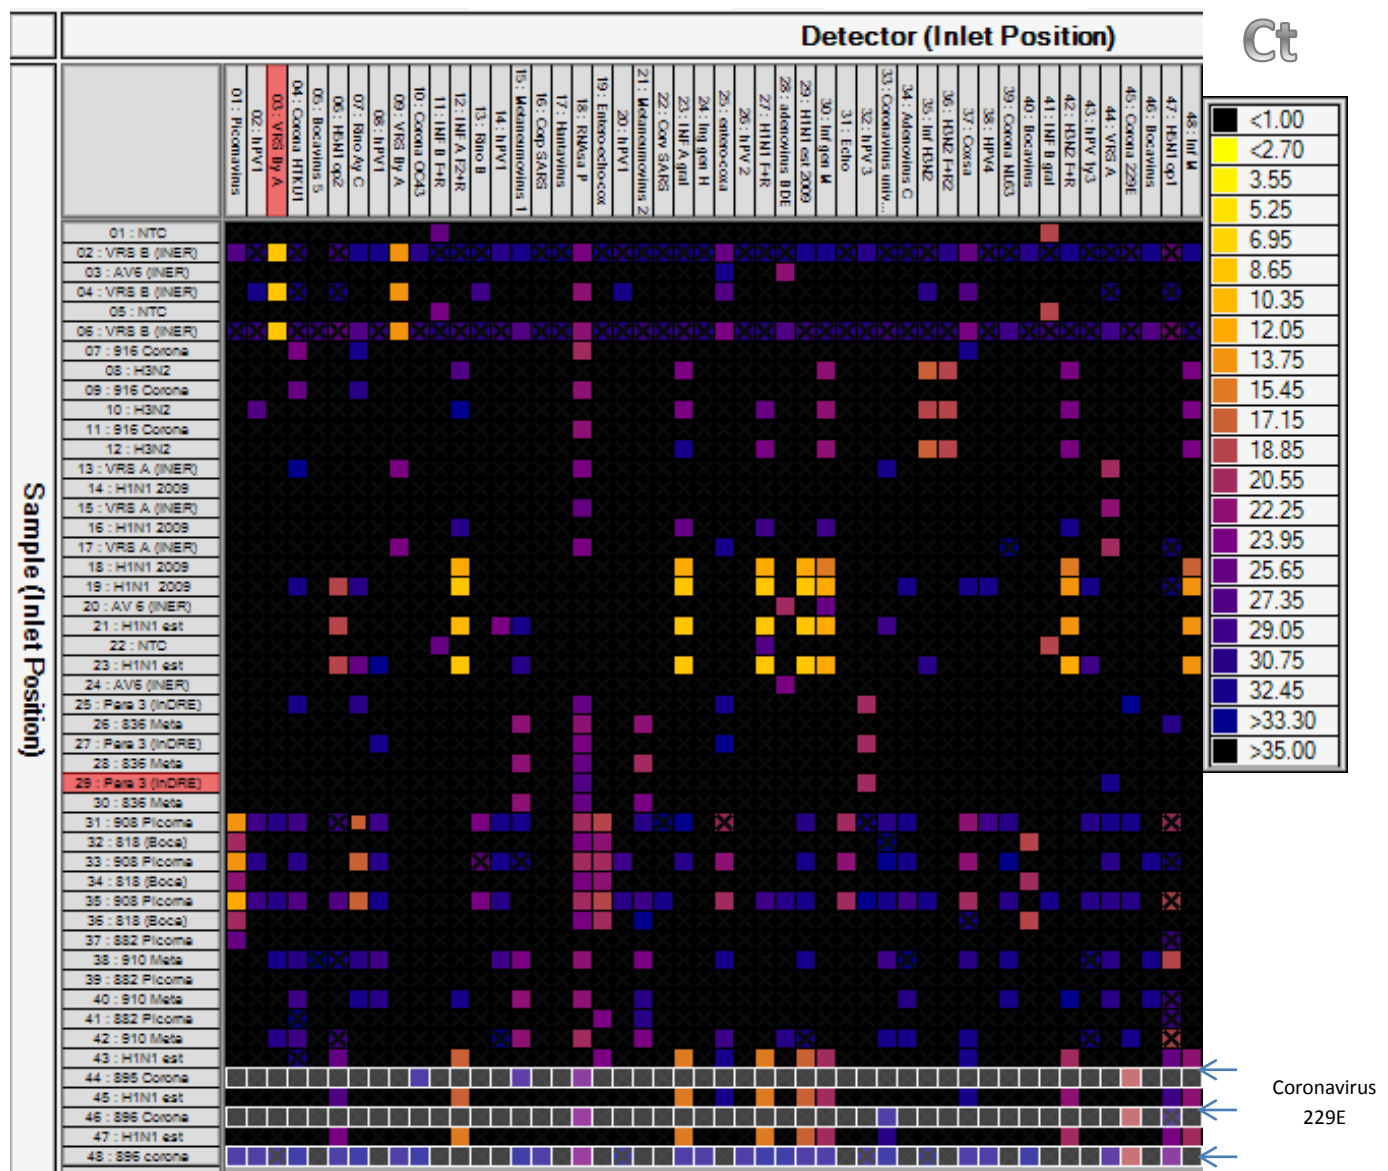 Detector (Inlet Position)
Ct
01 : Picornavirus
02 : hPV1
03 : VRS By A
04 : Corona HTKU1
05 : Bocavirus 5
06 : H5N1 op2
07 : Rino Ay C
08 : hPV1
09 : VRS By A
10 : Corona OC43
11 : INF B F+R
12 : INF A F2+R
13 : Rino B
14 : hPV1
15 : Metaneumovirus 1
16 : Cop SARS
17 : Hantavirus
18 : RNAsa P
19 : Entero-echo-cox
20 : hPV1
21 : Metaneumovirus 2
22 : Corv SARS
23 : INF A gral
24 : Ing gen H
25 : entero-coxa
26 : hPV 2
27 : H1N1 F+R
28 : adenovirus BDE
29 : H1N1 est 2009
30 : Inf gen M
31 : Echo
32 : hPV 3
33 : Coronavirus univ...
34 : Adenovirus C
35 : Inf H3N2
36 : H3N2 F+R2
37 : Coxsa
38 : HPV4
39 : Corona NL63
40 : Bocavirus
41 : INF B gral
42 : H3N2 F+R
43 : hPV 1y3
44 : VRS A
45 : Corona 229E
46 : Bocavirus
47 : H5N1 op1
48 : Inf M
Sample (Inlet Position)
01 : NTC
02 : VRS B (INER)
03 : AV6 (INER)
04 : VRS B (INER)
05 : NTC
06 : VRS B (INER)
07 : 916 Corona
08 : H3N2
09 : 916 Corona
10 : H3N2
11 : 916 Corona
12 : H3N2
13 : VRS A (INER)
14 : H1N1 2009
15 : VRS A (INER)
16 : H1N1 2009
17 : VRS A (INER)
18 : H1N1 2009
19 : H1N1 2009
20 : AV 6 (INER)
21 : H1N1 est
22 : NTC
23 : H1N1 est
24 : AV6 (INER)
25 : Para 3 (InDRE)
26 : 836 Meta
27 : Para 3 (InDRE)
28 : 836 Meta
29 : Para 3 (InDRE)
30 : 836 Meta
31 : 908 Picorna
32 : 818 (Boca)
33 : 908 Picorna
34 : 818 (Boca)
35 : 908 Picorna
36 : 818 (Boca)
37 : 882 Picorna
38 : 910 Meta
39 : 882 Picorna
40 : 910 Meta
41 : 882 Picorna
42 : 910 Meta
43 : H1N1 est
44 : 895 Corona
45 : H1N1 est
46 : 896 Corona
47 : H1N1 est
48 : 896 corona
<1.00
<2.70
3.55
5.25
6.95
8.65
10.35
12.05
13.75
15.45
17.15
18.85
20.55
22.25
23.95
25.65
27.35
29.05
30.75
32.45
>33.30
>35.00
Coronavirus
229E